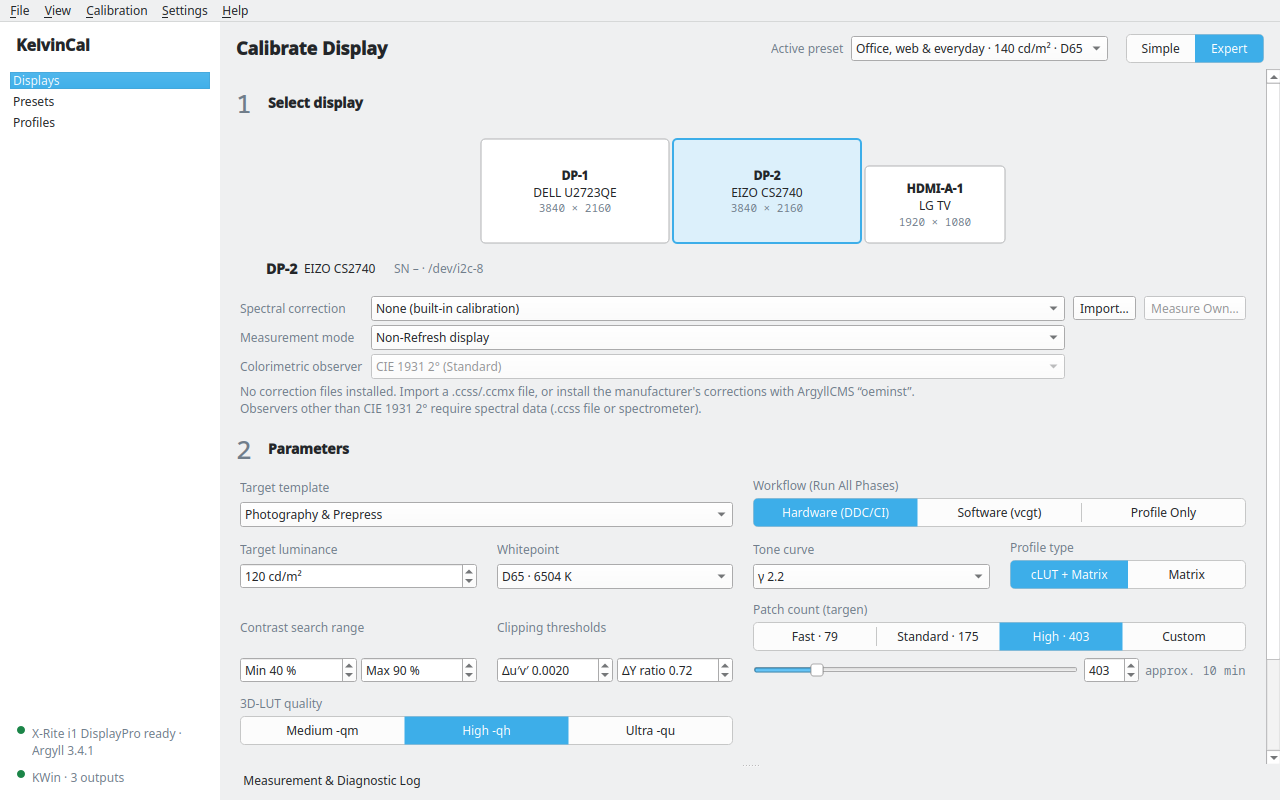 File View Calibration Settings Help
KelvinCal
Displays
Presets
Profiles
X-Rite i1 DisplayPro ready ·
Argyll 3.4.1
KWin · 3 outputs
Calibrate Display
Active preset Office, web & everyday · 140 cd/m² · D65 Simple Expert
1 Select display
DP-1
DELL U2723QE
3840 × 2160
DP-2
EIZO CS2740
3840 × 2160
HDMI-A-1
LG TV
1920 × 1080
DP-2 EIZO CS2740 SN – · /dev/i2c-8
Spectral correction None (built-in calibration) Import... Measure Own...
Measurement mode Non-Refresh display
Colorimetric observer CIE 1931 2° (Standard)
No correction files installed. Import a .ccss/.ccmx file, or install the manufacturer's corrections with ArgyllCMS “oeminst”.
Observers other than CIE 1931 2° require spectral data (.ccss file or spectrometer).
2 Parameters
Target template
Photography & Prepress
Workflow (Run All Phases)
Hardware (DDC/CI) Software (vcgt) Profile Only
Target luminance
120 cd/m²
Whitepoint
D65 · 6504 K
Tone curve
γ 2.2
Profile type
cLUT + Matrix Matrix
Contrast search range
Min 40 % Max 90 %
Clipping thresholds
Δu′v′ 0.0020 ΔY ratio 0.72
Patch count (targen)
Fast · 79 Standard · 175 High · 403 Custom
403 approx. 10 min
3D-LUT quality
Medium -qm High -qh Ultra -qu
Measurement & Diagnostic Log